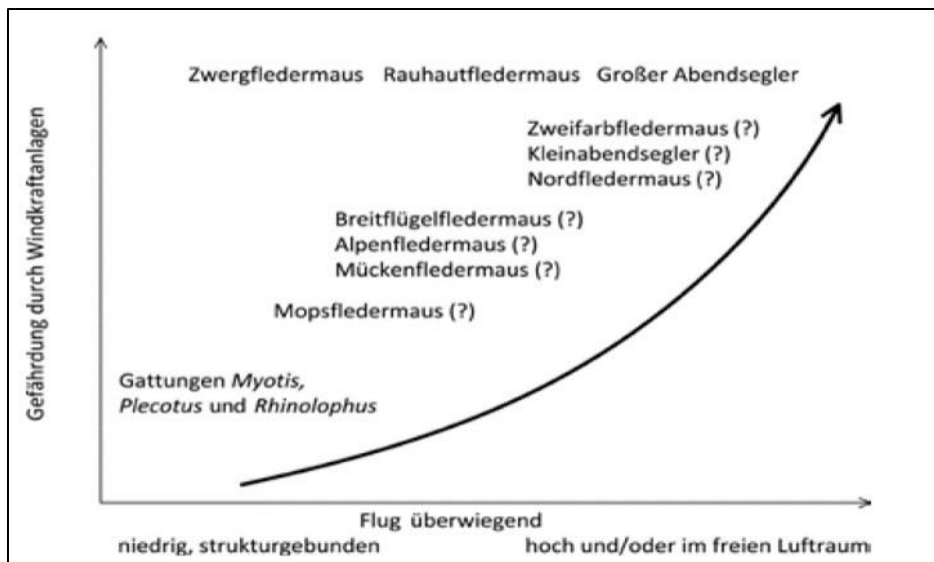 Gefährdung durch Windkraftanlagen
Zwergfledermaus Rauhautfledermaus Großer Abendsegler
Zweifarbfledermaus (?)
Kleinabendsegler (?)
Nordfledermaus (?)
Breitflügelfledermaus (?)
Alpenfledermaus (?)
Mückenfledermaus (?)
Mopsfledermaus (?)
Gattungen Myotis,
Plecotus und Rhinolophus
Flug überwiegend
niedrig, strukturgebunden hoch und/oder im freien Luftraum